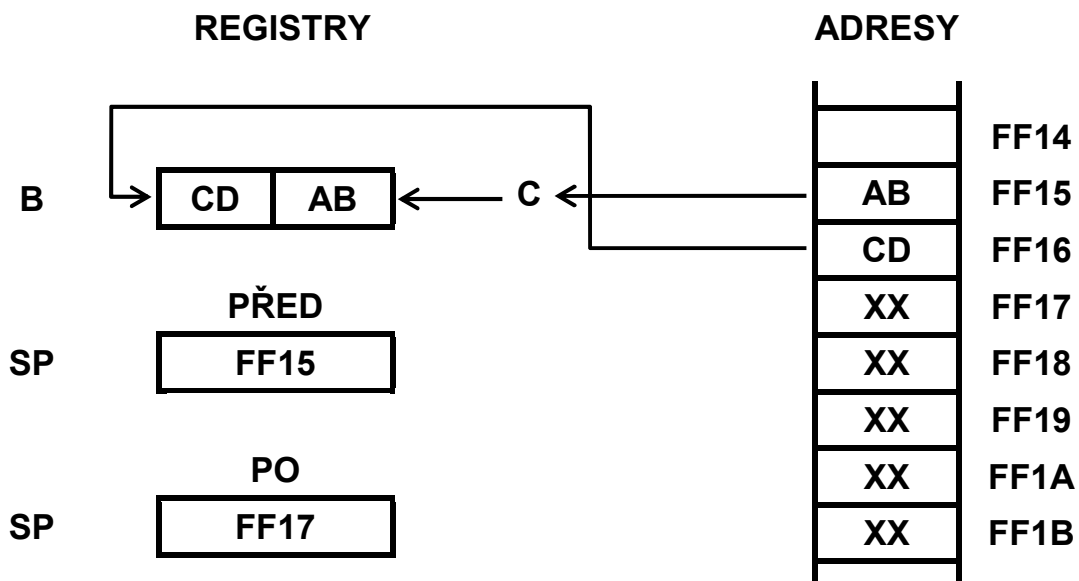 REGISTRY ADRESY
FF14
B CD AB C AB FF15
CD FF16
PŘED XX FF17
SP FF15 XX FF18
XX FF19
PO XX FF1A
SP FF17 XX FF1B